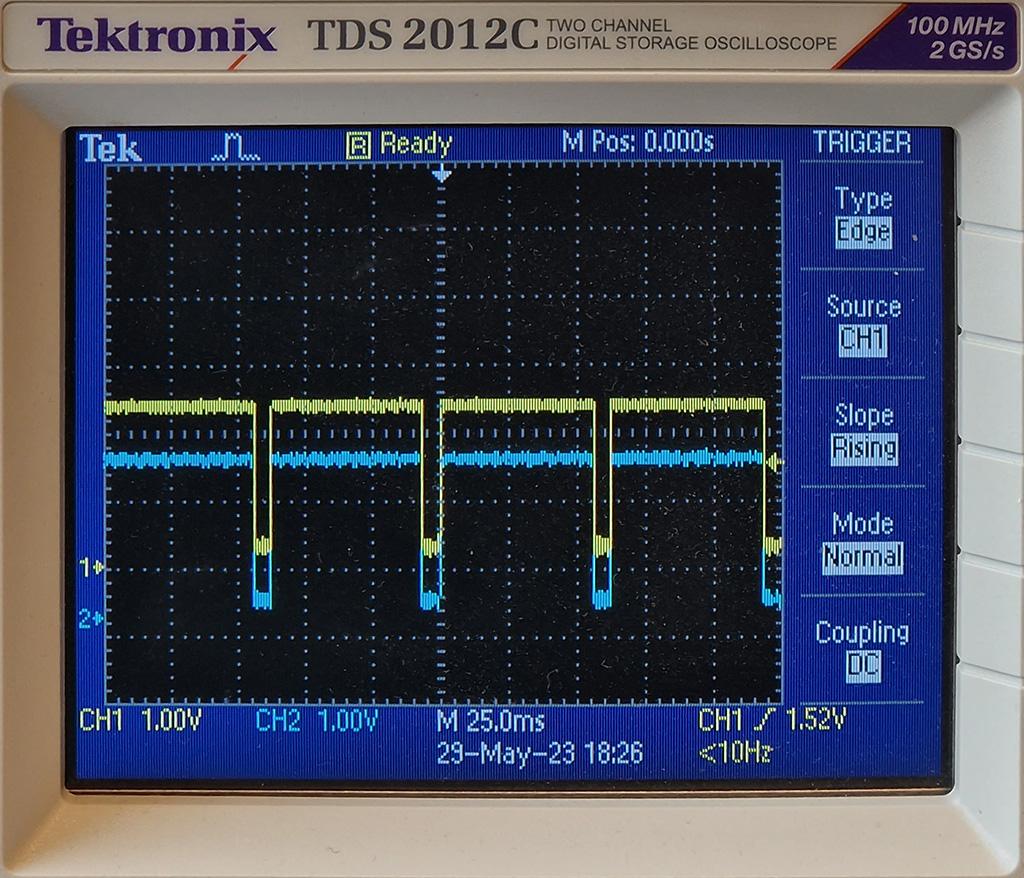 Tektronix TDS 2012C TWO CHANNEL DIGITAL STORAGE OSCILLOSCOPE
100 MHz
2 GS/s
Tek R Ready M Pos: 0.000s TRIGGER
Type
Edge
Source
CH1
Slope
Rising
Mode
Normal
Coupling
DC
1
2
CH1 1.00V CH2 1.00V M 25.0ms CH1 1.52V
29-May-23 18:26 <10Hz